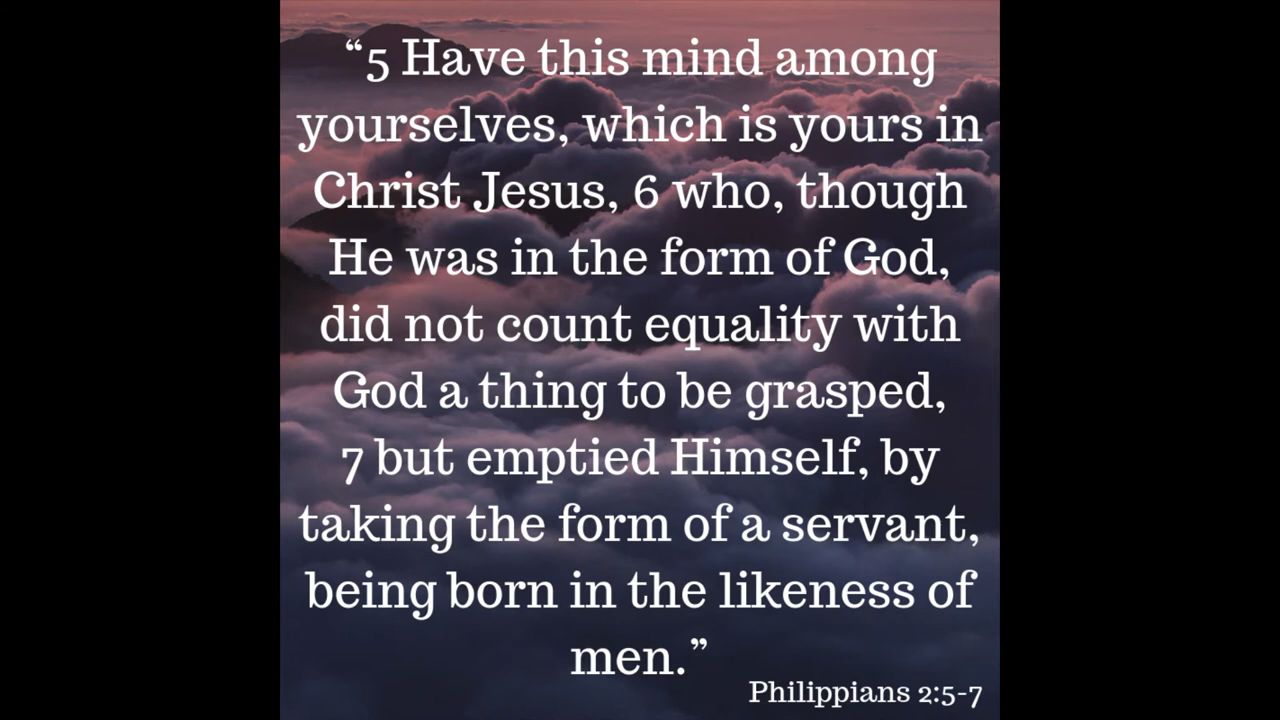 “5 Have this mind among
yourselves, which is yours in
Christ Jesus, 6 who, though
He was in the form of God,
did not count equality with
God a thing to be grasped,
7 but emptied Himself, by
taking the form of a servant,
being born in the likeness of
men.”
Philippians 2:5-7